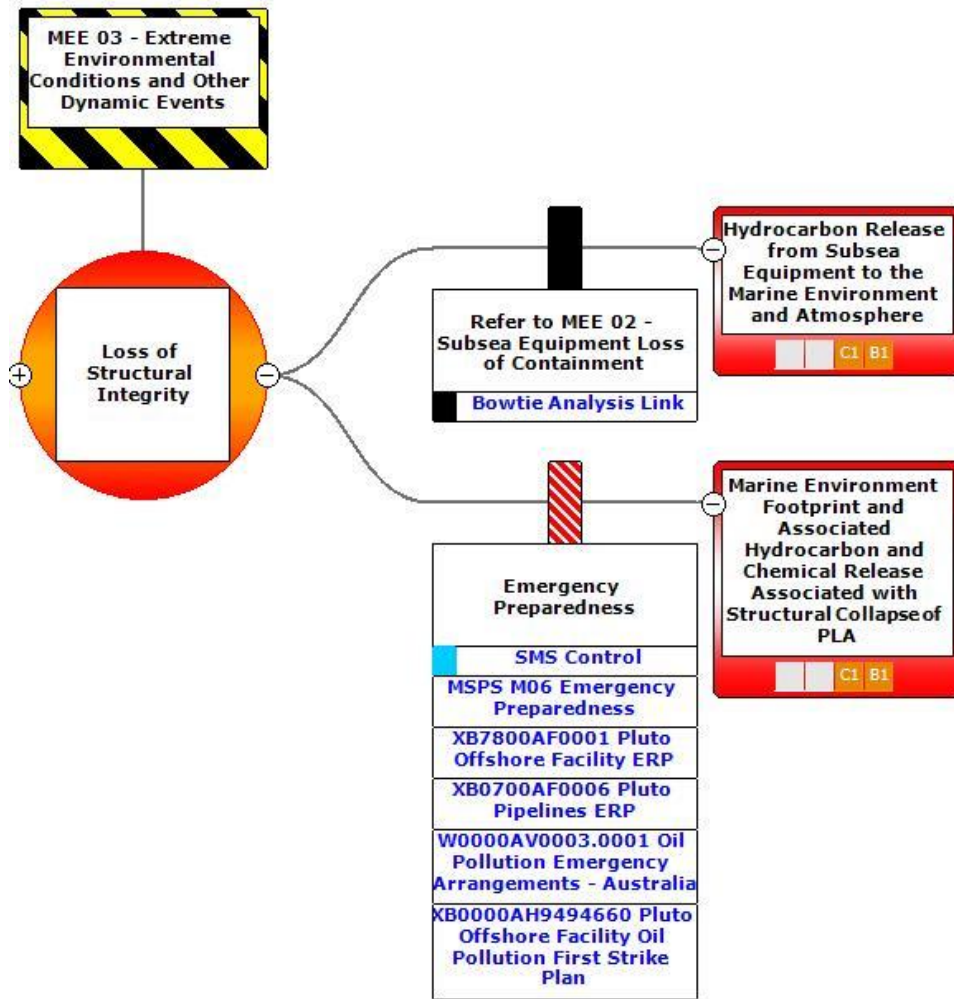 MEE 03 - Extreme
Environmental
Conditions and Other
Dynamic Events
Loss of
Structural
Integrity
Refer to MEE 02 -
Subsea Equipment Loss
of Containment
Bowtie Analysis Link
Hydrocarbon Release
from Subsea
Equipment to the
Marine Environment
and Atmosphere
C1 B1
Emergency
Preparedness
SMS Control
MSPS M06 Emergency
Preparedness
XB7800AF0001 Pluto
Offshore Facility ERP
XB0700AF0006 Pluto
Pipelines ERP
W0000AV0003.0001 Oil
Pollution Emergency
Arrangements - Australia
XB0000AH9494660 Pluto
Offshore Facility Oil
Pollution First Strike
Plan
Marine Environment
Footprint and
Associated
Hydrocarbon and
Chemical Release
Associated with
Structural Collapse of
PLA
C1 B1